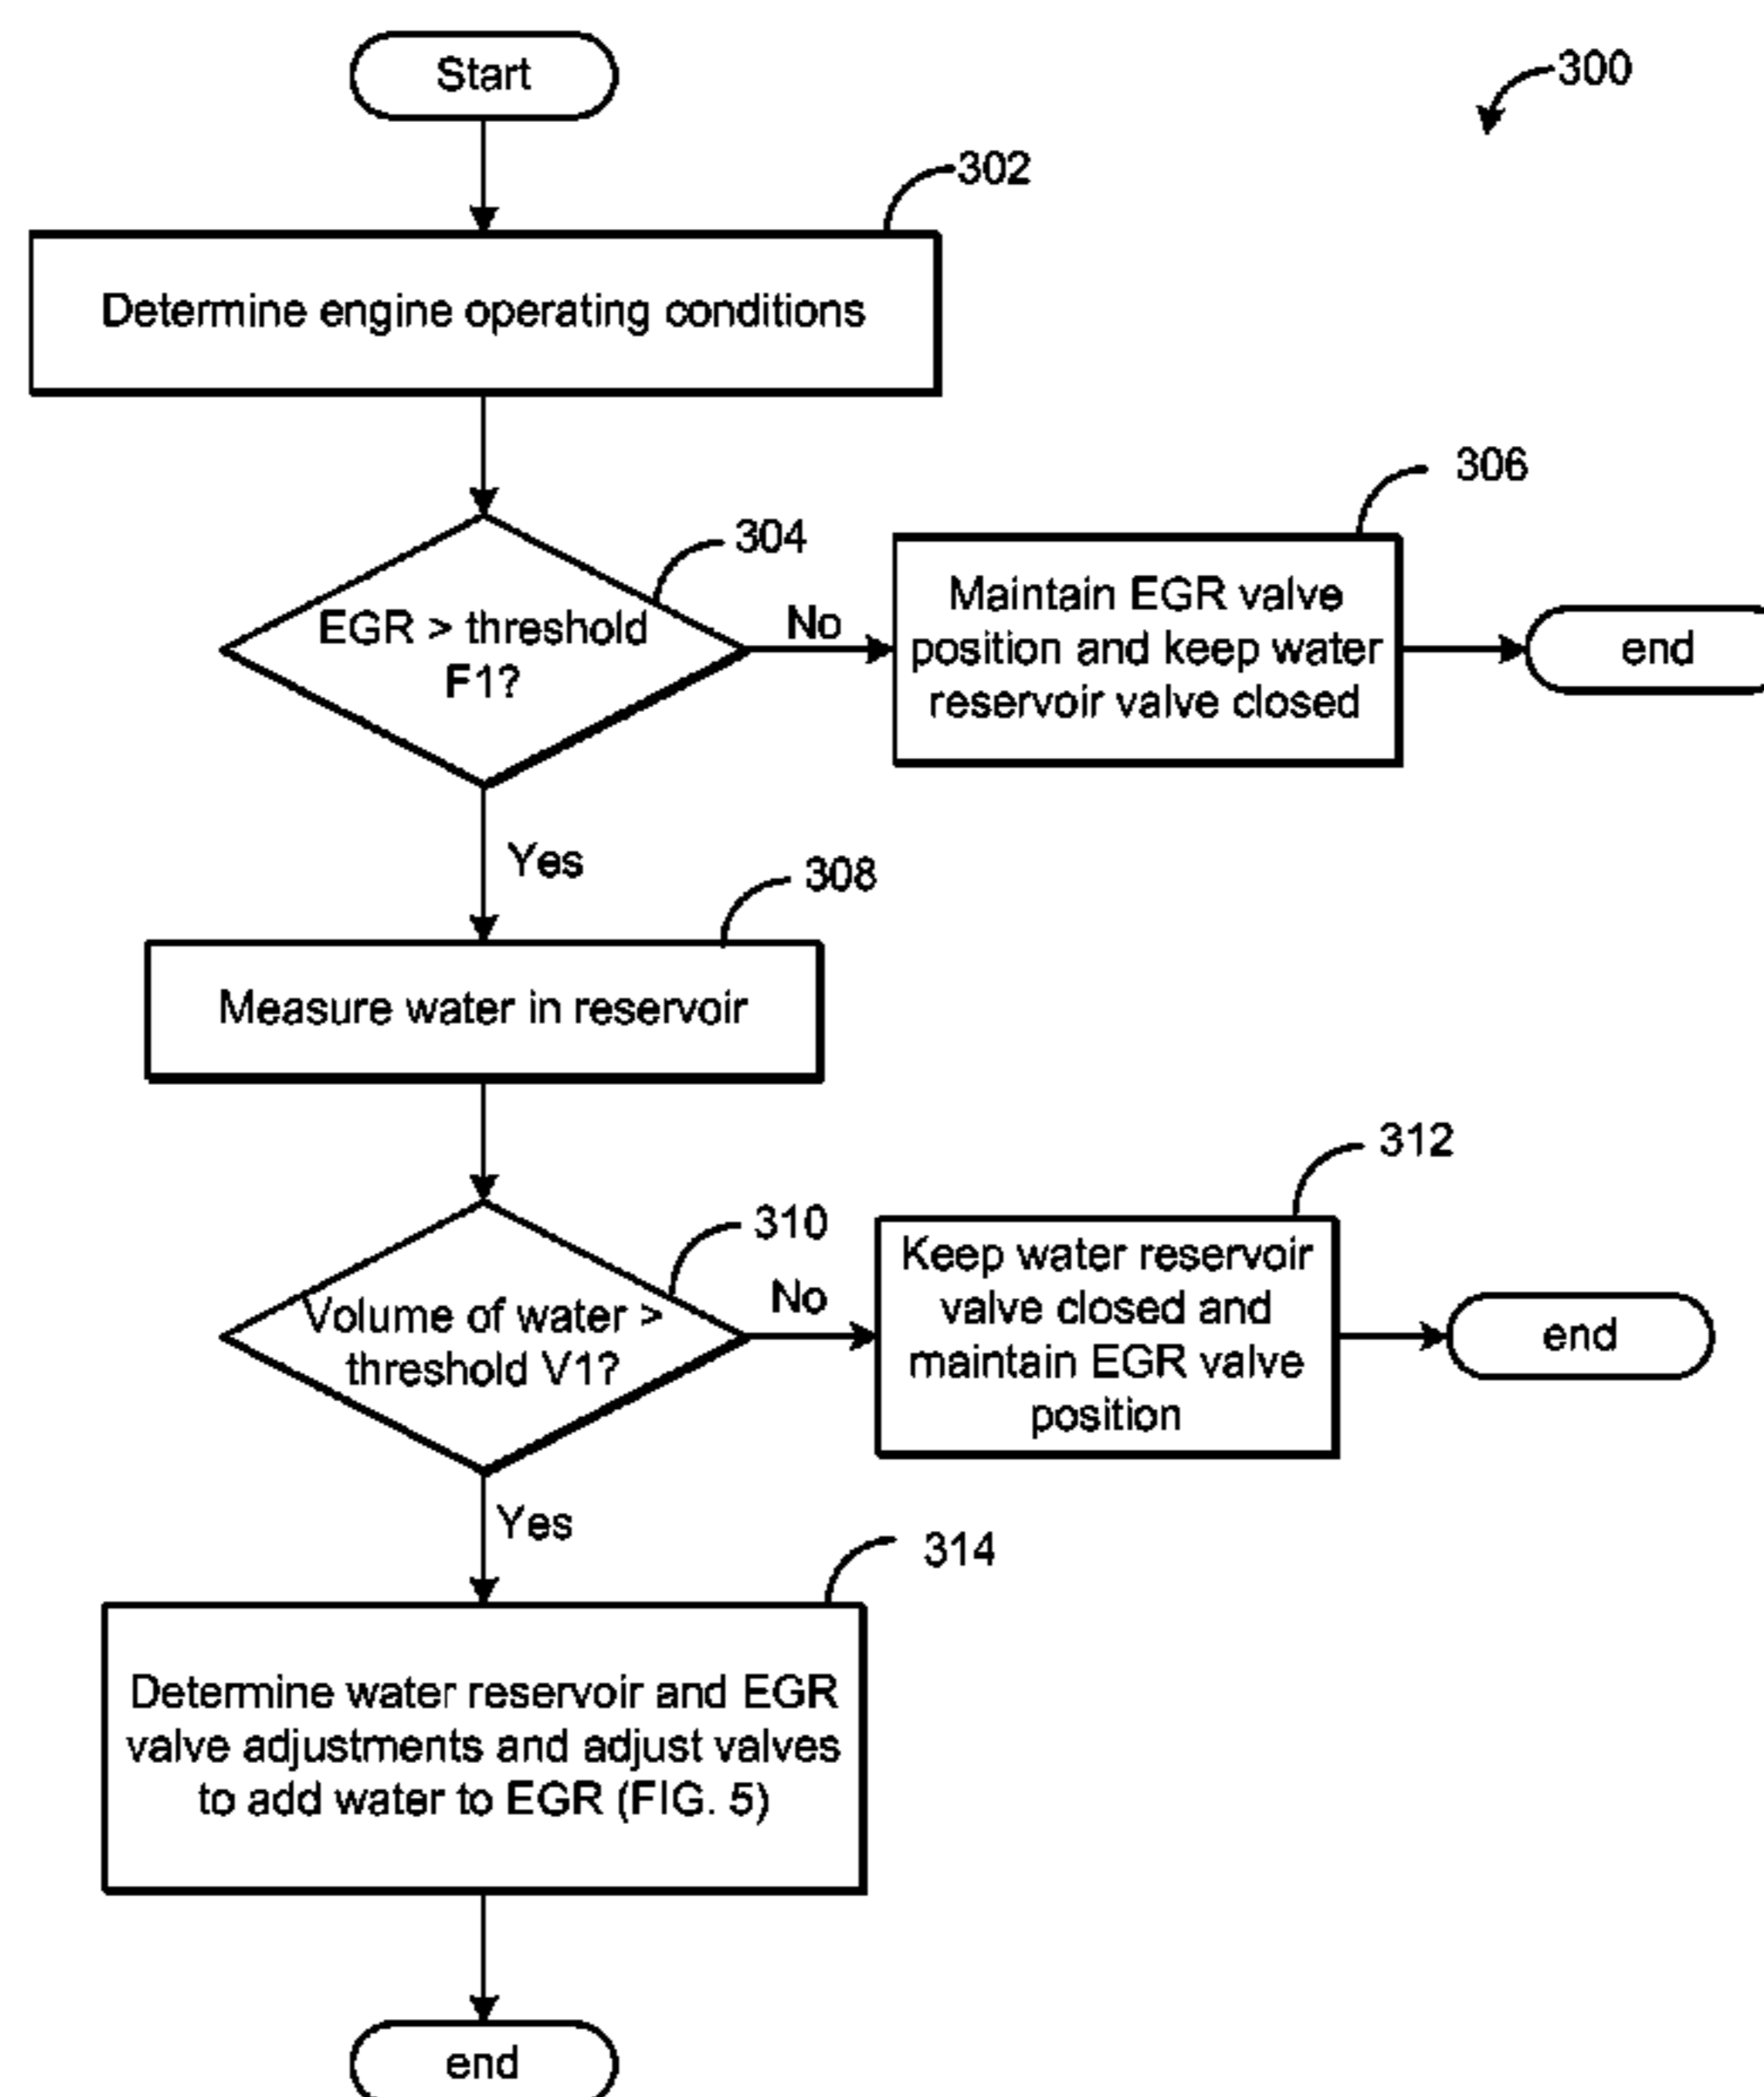 Start
300
302
Determine engine operating conditions
304
EGR > threshold
F1?
No
306
Maintain EGR valve
position and keep water
reservoir valve closed
end
Yes
308
Measure water in reservoir
310
Volume of water >
threshold V1?
No
312
Keep water reservoir
valve closed and
maintain EGR valve
position
end
Yes
314
Determine water reservoir and EGR
valve adjustments and adjust valves
to add water to EGR (FIG. 5)
end